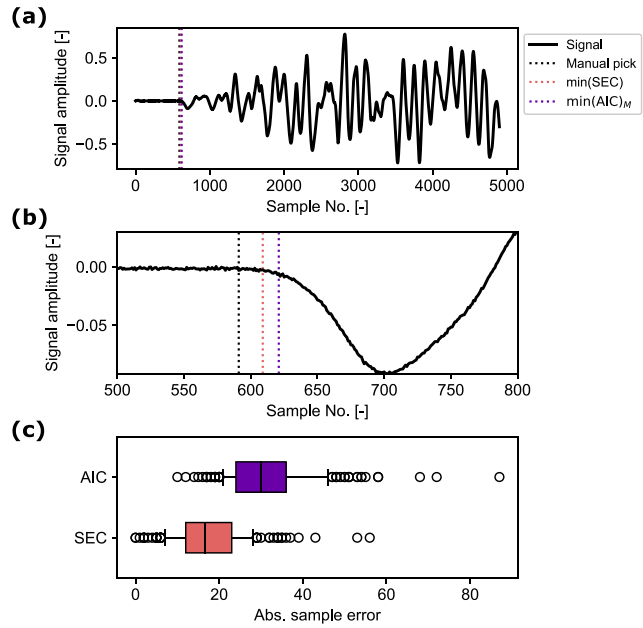 (a)
Signal amplitude [-]
0.5
0.0
−0.5
0 1000 2000 3000 4000 5000
Sample No. [-]
Signal
Manual pick
min(SEC)
min(AIC)M
(b)
Signal amplitude [-]
0.00
−0.05
500 550 600 650 700 750 800
Sample No. [-]
(c)
AIC
SEC
0 20 40 60 80
Abs. sample error